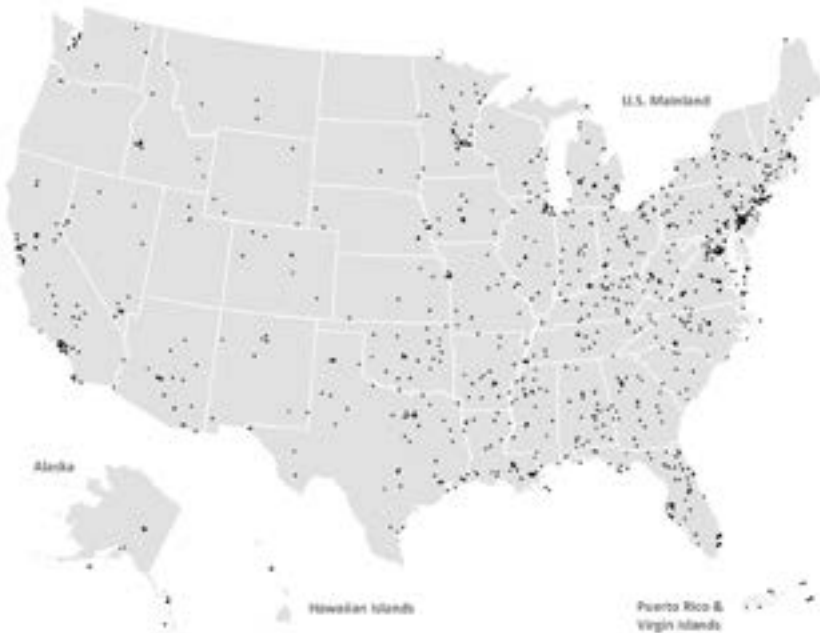 U.S. Mainland
Alaska
Hawaiian Islands
Puerto Rico &
Virgin Islands